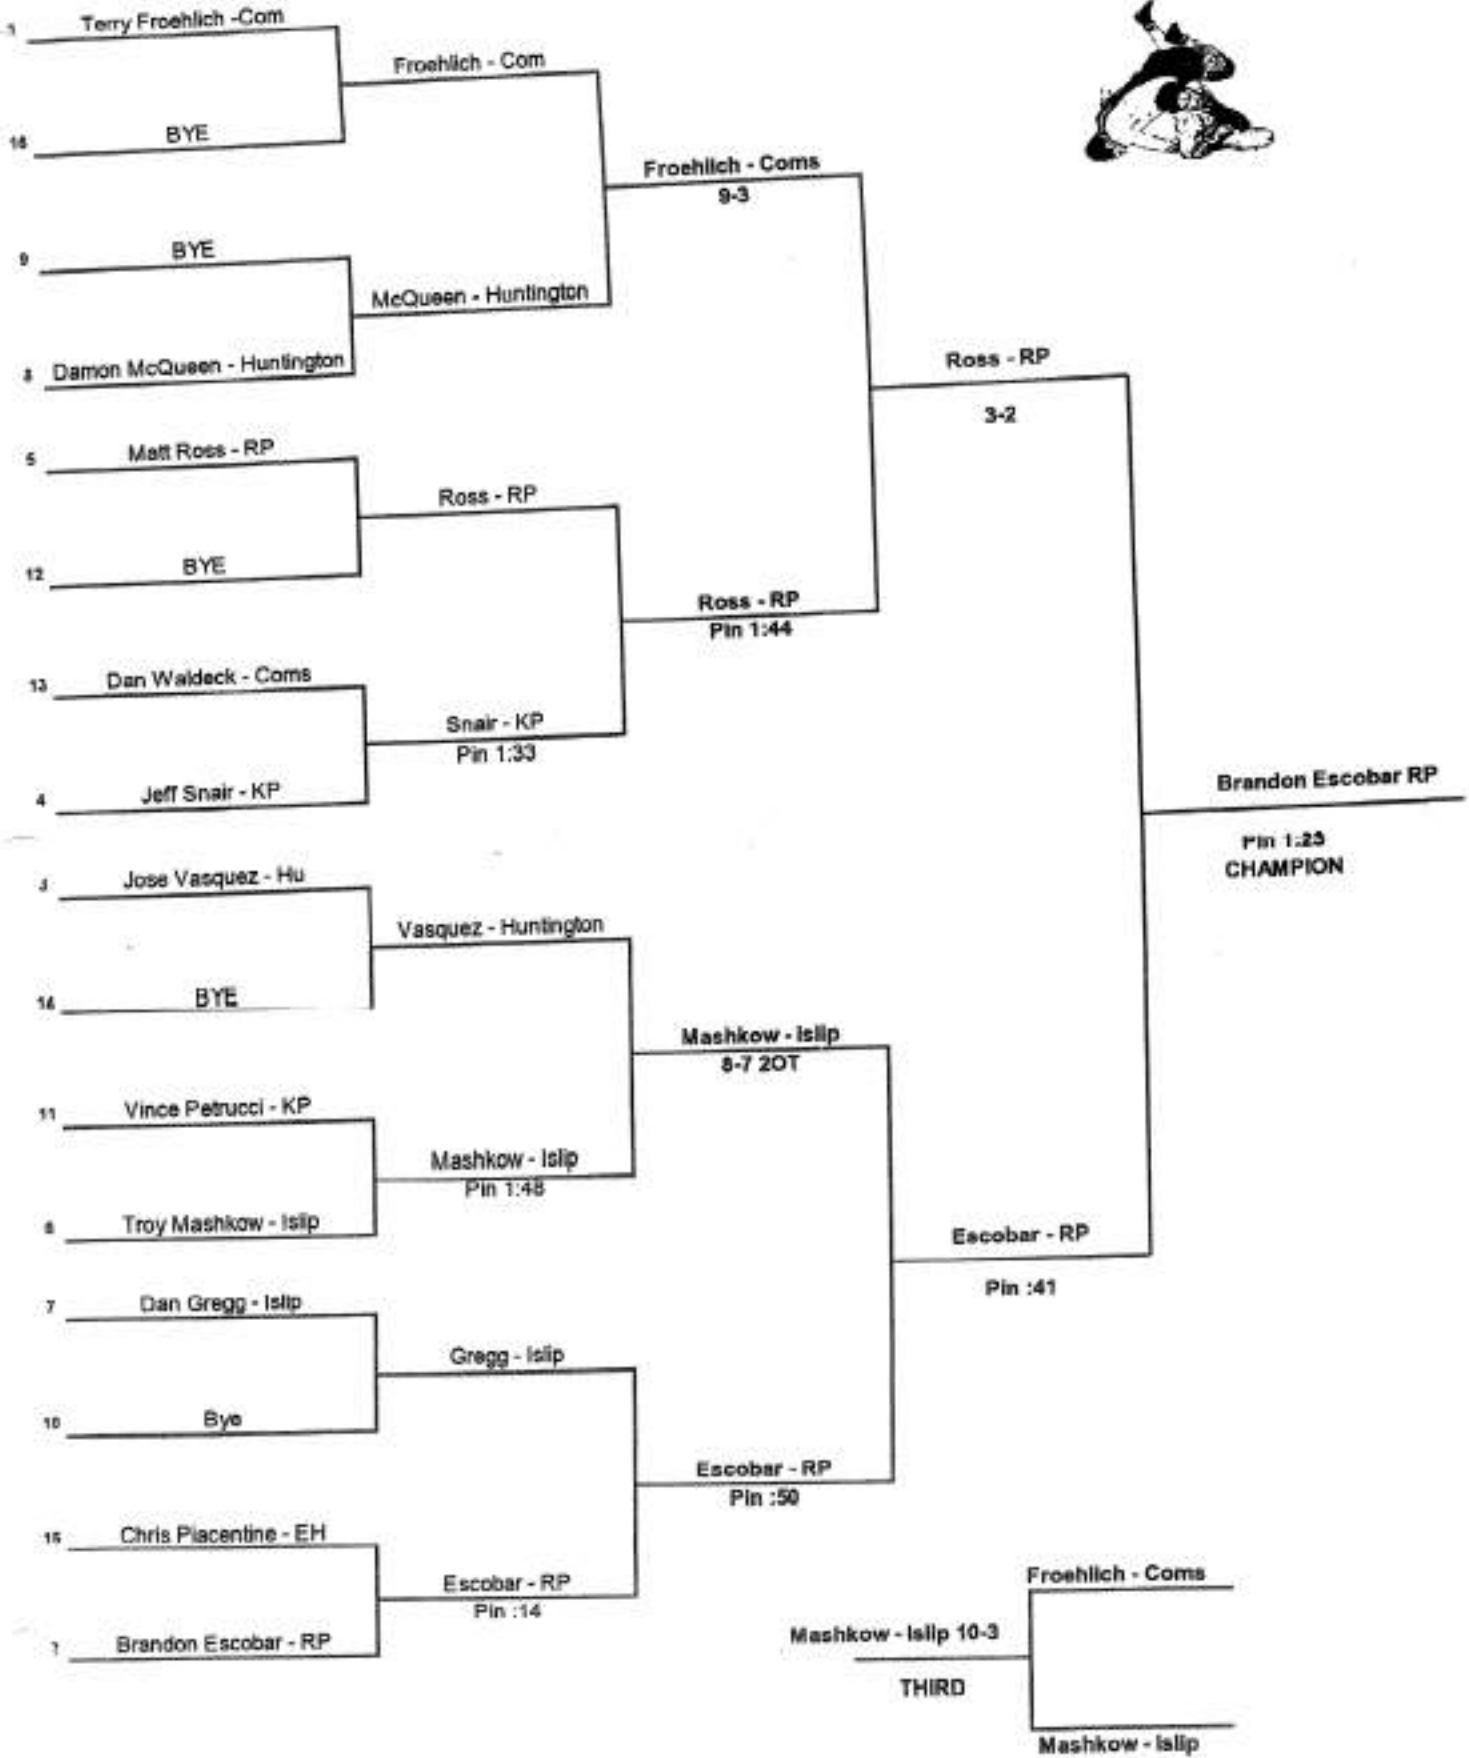 1 Terry Froehlich -Com
Froehlich - Com
16 BYE
Froehlich - Coms
9-3
9 BYE
McQueen - Huntington
8 Damon McQueen - Huntington
Ross - RP
3-2
5 Matt Ross - RP
Ross - RP
12 BYE
Ross - RP
Pin 1:44
13 Dan Waldeck - Coms
Snair - KP
Pin 1:33
4 Jeff Snair - KP
Brandon Escobar RP
Pin 1:23
CHAMPION
3 Jose Vasquez - Hu
Vasquez - Huntington
14 BYE
Mashkow - Islip
8-7 2OT
11 Vince Petrucci - KP
Mashkow - Islip
Pin 1:48
6 Troy Mashkow - Islip
Escobar - RP
Pin :41
7 Dan Gregg - Islip
Gregg - Islip
10 Bye
Escobar - RP
Pin :50
15 Chris Piacentine - EH
Escobar - RP
Pin :14
Brandon Escobar - RP
Froehlich - Coms
Mashkow - Islip 10-3
THIRD
Mashkow - Islip